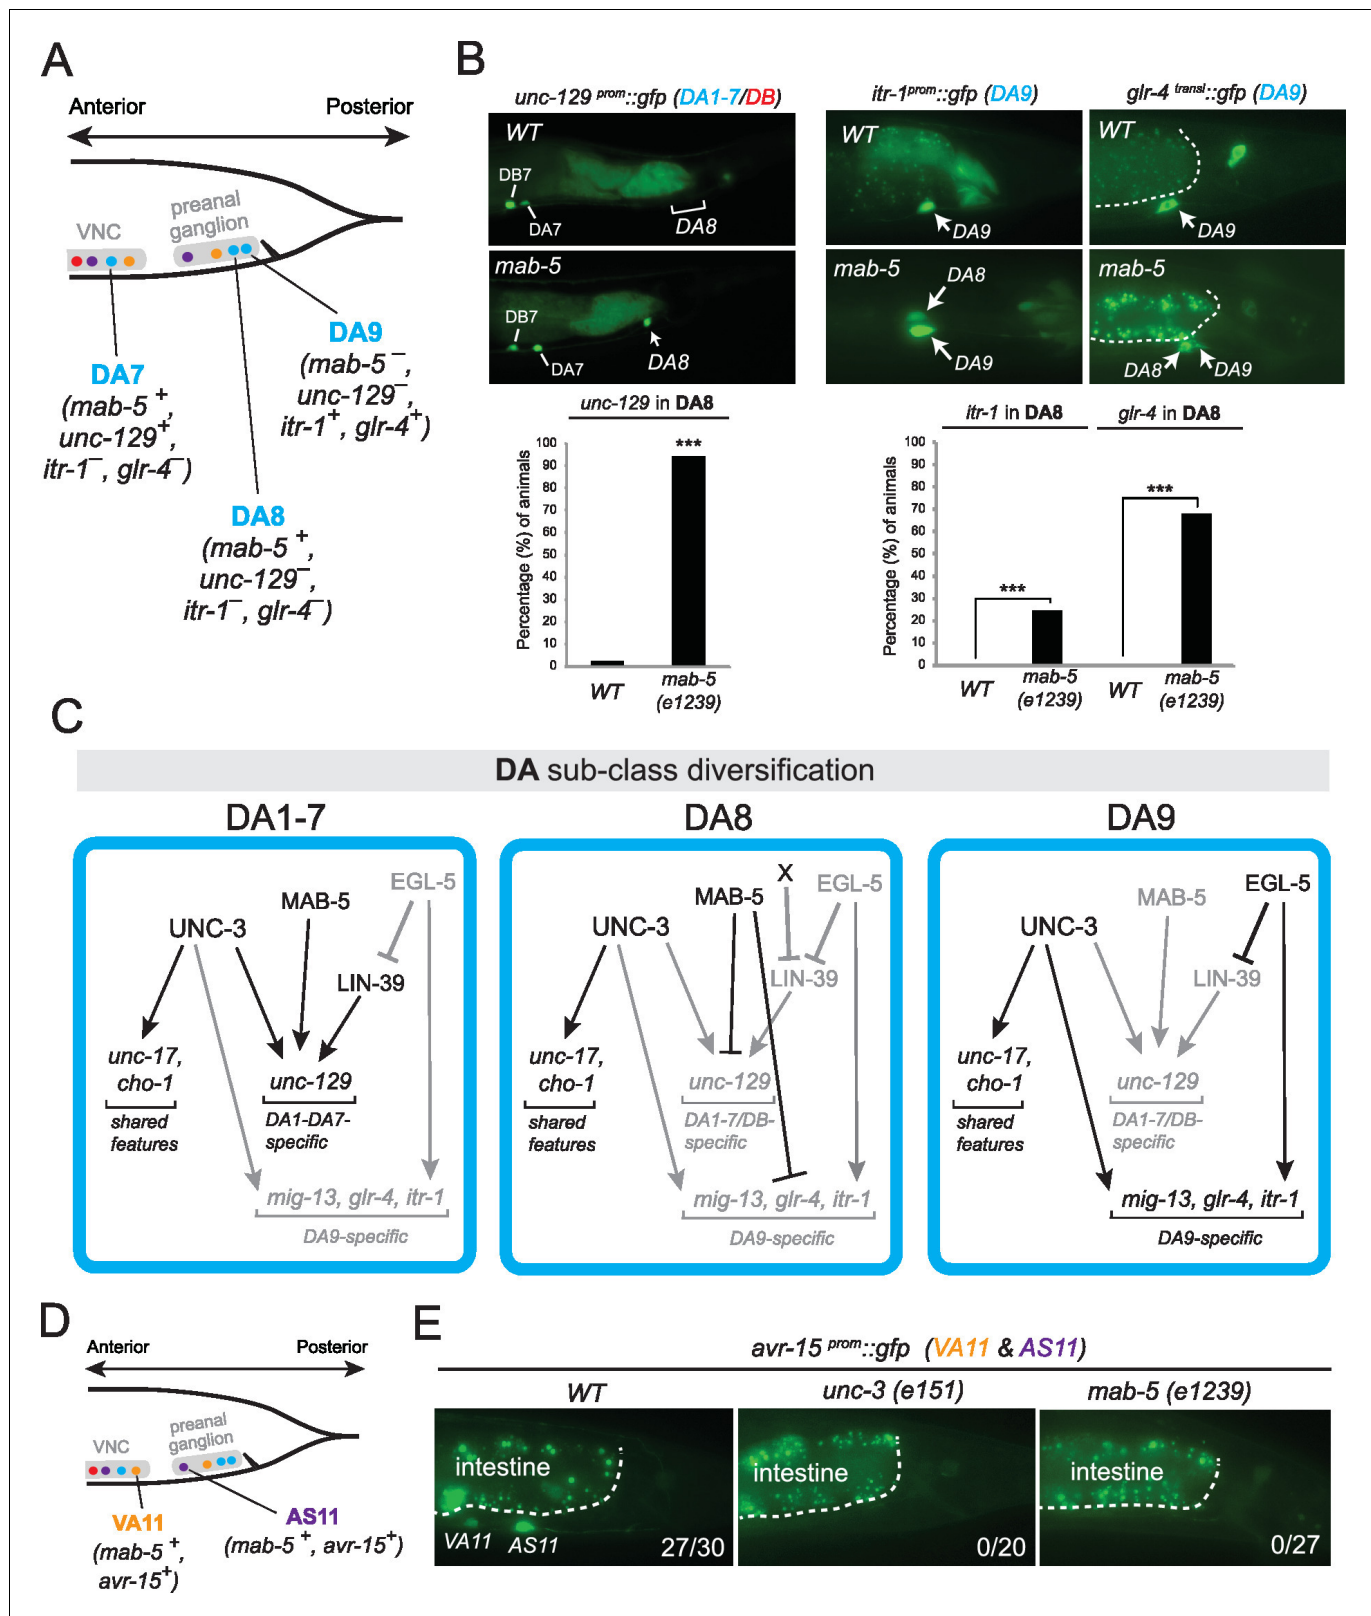 A
Anterior
Posterior
VNC
preanal
ganglion
DA7
(mab-5 +,
unc-129+,
itr-1−, glr-4−)
DA8
(mab-5 +,
unc-129−,
itr-1−, glr-4−)
DA9
(mab-5 −,
unc-129−,
itr-1+, glr-4+)
B
unc-129 prom::gfp (DA1-7/DB)
WT
DB7
DA7
DA8
mab-5
DB7
DA7
DA8
itr-1prom::gfp (DA9)
WT
DA9
mab-5
DA8
DA9
glr-4 transl::gfp (DA9)
WT
DA9
mab-5
DA8
DA9
unc-129 in DA8
Percentage (%) of animals
100
90
80
70
60
50
40
30
20
10
0
***
WT
mab-5
(e1239)
itr-1 in DA8
glr-4 in DA8
Percentage (%) of animals
100
90
80
70
60
50
40
30
20
10
0
***
***
WT
mab-5
(e1239)
WT
mab-5
(e1239)
C
DA sub-class diversification
DA1-7
EGL-5
MAB-5
UNC-3
LIN-39
unc-17,
cho-1
shared
features
unc-129
DA1-DA7-
specific
mig-13, glr-4, itr-1
DA9-specific
DA8
X
EGL-5
MAB-5
UNC-3
LIN-39
unc-17,
cho-1
shared
features
unc-129
DA1-7/DB-
specific
mig-13, glr-4, itr-1
DA9-specific
DA9
EGL-5
MAB-5
UNC-3
LIN-39
unc-17,
cho-1
shared
features
unc-129
DA1-7/DB-
specific
mig-13, glr-4, itr-1
DA9-specific
D
Anterior
Posterior
VNC
preanal
ganglion
VA11
(mab-5 +,
avr-15+)
AS11
(mab-5 +, avr-15+)
E
avr-15 prom::gfp (VA11 & AS11)
WT
unc-3 (e151)
mab-5 (e1239)
intestine
VA11
AS11
27/30
intestine
0/20
intestine
0/27